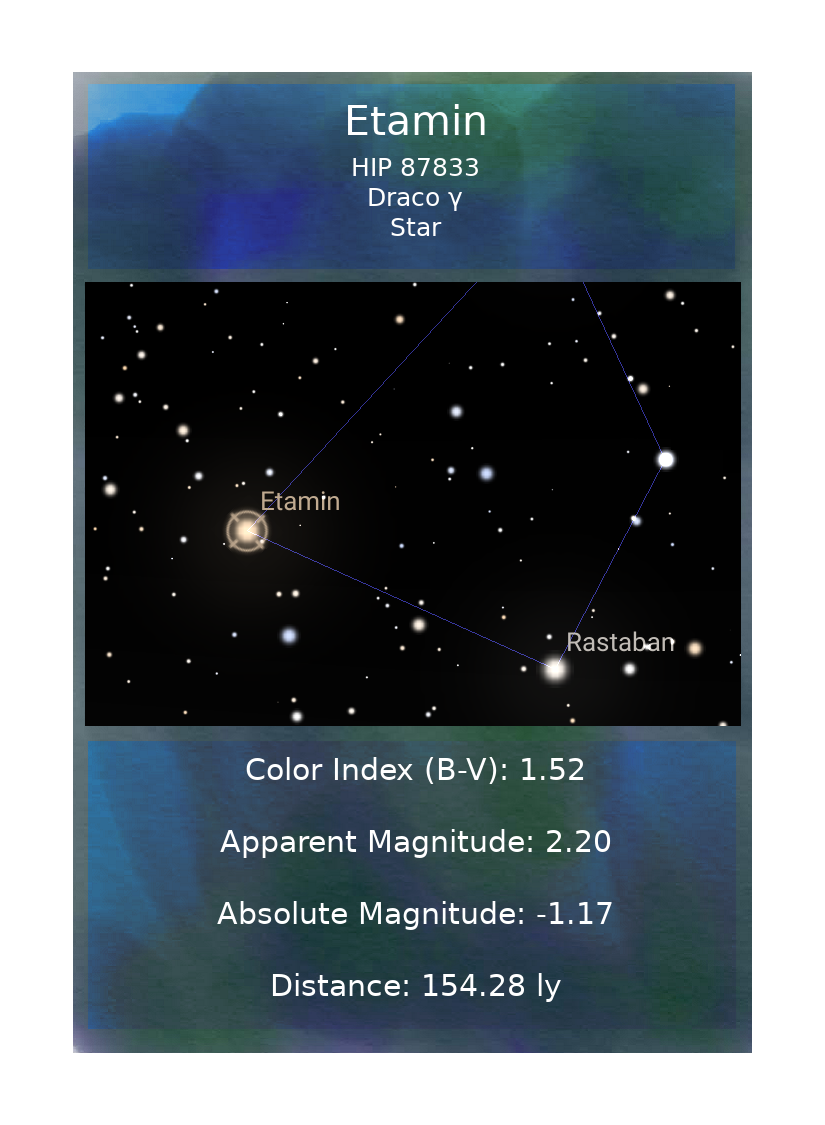 Etamin
HIP 87833
Draco γ
Star
Etamin
Rastaban
Color Index (B-V): 1.52
Apparent Magnitude: 2.20
Absolute Magnitude: -1.17
Distance: 154.28 ly